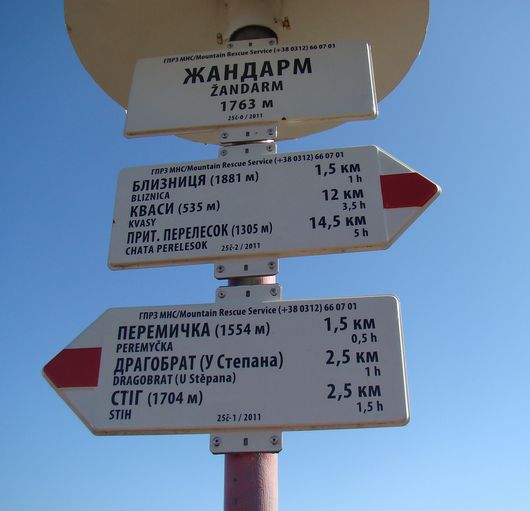 ГПРЗ МНС/Mountain Rescue Service (+38 0312) 66 07 01
ЖАНДАРМ
ŽANDARM
1763 м
25č-0 / 2011
ГПРЗ МНС/Mountain Rescue Service (+38 0312) 66 07 01
БЛИЗНИЦЯ (1881 м) 1,5 км
BLIZNICA 1 h
КВАСИ (535 м) 12 км
KVASY 3,5 h
ПРИТ. ПЕРЕЛЕСОК (1305 м) 14,5 км
CHATA PERELESOK 25č-2 / 2011 5 h
ГПРЗ МНС/Mountain Rescue Service (+38 0312) 66 07 01
ПЕРЕМИЧКА (1554 м) 1,5 км
PEREMYČKA 0,5 h
ДРАГОБРАТ (У Степана) 2,5 км
DRAGOBRAT (U Stěpana) 1 h
СТІГ (1704 м) 2,5 км
STIH 25č-1 / 2011 1,5 h